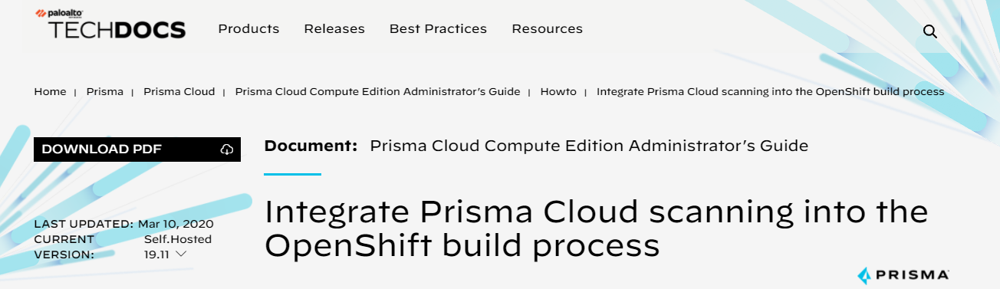 paloalto
TECHDOCS
Products Releases Best Practices Resources
Home | Prisma | Prisma Cloud | Prisma Cloud Compute Edition Administrator's Guide | Howto | Integrate Prisma Cloud scanning into the OpenShift build process
DOWNLOAD PDF
Document: Prisma Cloud Compute Edition Administrator's Guide
Integrate Prisma Cloud scanning into the
OpenShift build process
LAST UPDATED: Mar 10, 2020
CURRENT Self.Hosted
VERSION: 19.11
PRISMA